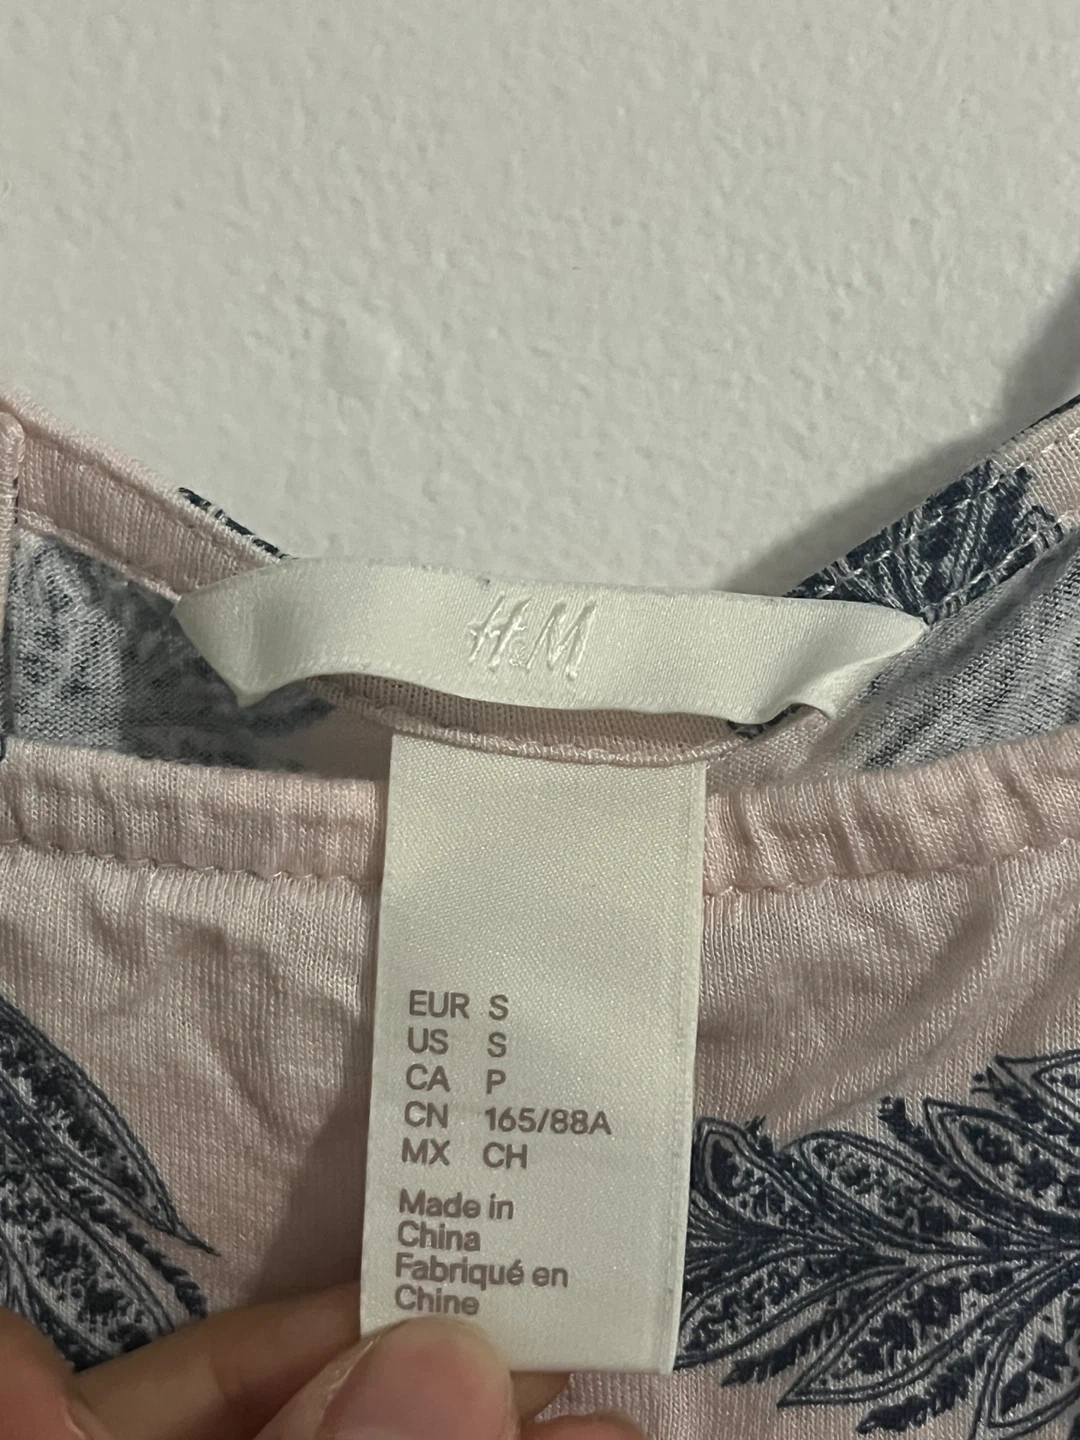 H&M
EUR S
US S
CA P
CN 165/88A
MX CH
Made in
China
Fabriqué en
Chine